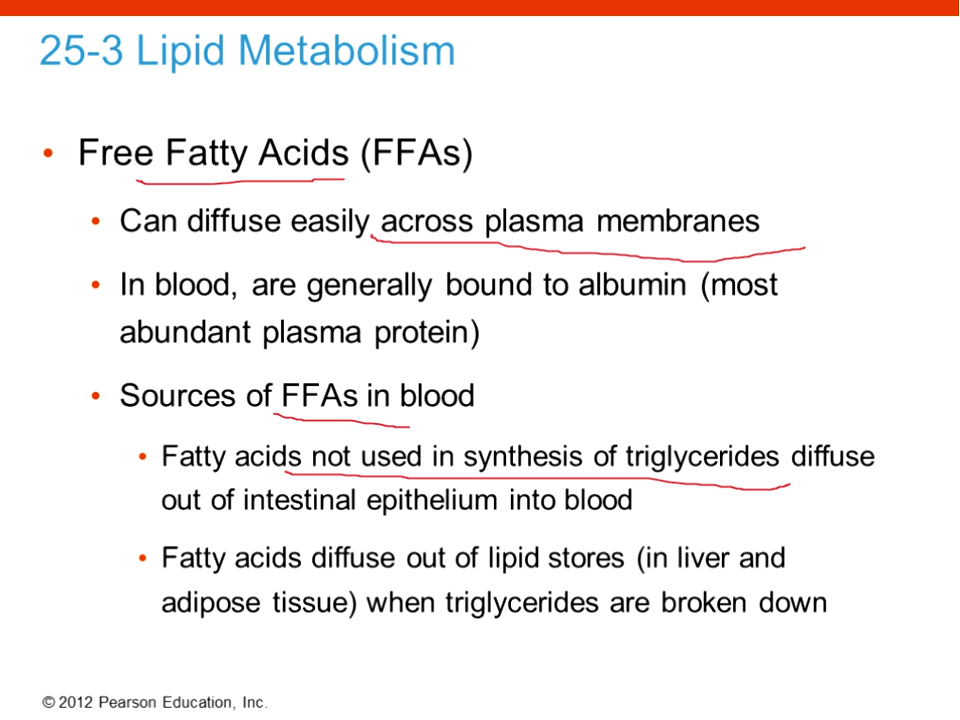 25-3 Lipid Metabolism
• Free Fatty Acids (FFAs)
• Can diffuse easily across plasma membranes
• In blood, are generally bound to albumin (most
abundant plasma protein)
• Sources of FFAs in blood
• Fatty acids not used in synthesis of triglycerides diffuse
out of intestinal epithelium into blood
• Fatty acids diffuse out of lipid stores (in liver and
adipose tissue) when triglycerides are broken down
© 2012 Pearson Education, Inc.